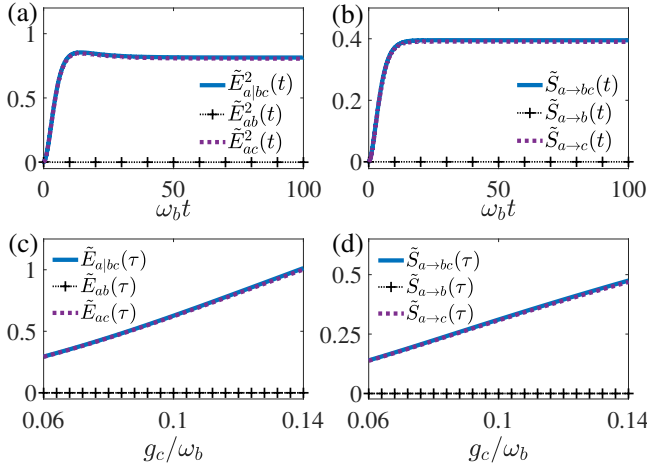 (a)
1
0.5
0
Ẽ²_{a|bc}(t)
Ẽ²_{ab}(t)
Ẽ²_{ac}(t)
0 50 100
ω_b t
(b)
0.4
0.2
0
S̃_{a→bc}(t)
S̃_{a→b}(t)
S̃_{a→c}(t)
0 50 100
ω_b t
(c)
1
0.5
0
Ẽ_{a|bc}(τ)
Ẽ_{ab}(τ)
Ẽ_{ac}(τ)
0.06 0.1 0.14
g_c/ω_b
(d)
0.5
0.25
0
S̃_{a→bc}(τ)
S̃_{a→b}(τ)
S̃_{a→c}(τ)
0.06 0.1 0.14
g_c/ω_b